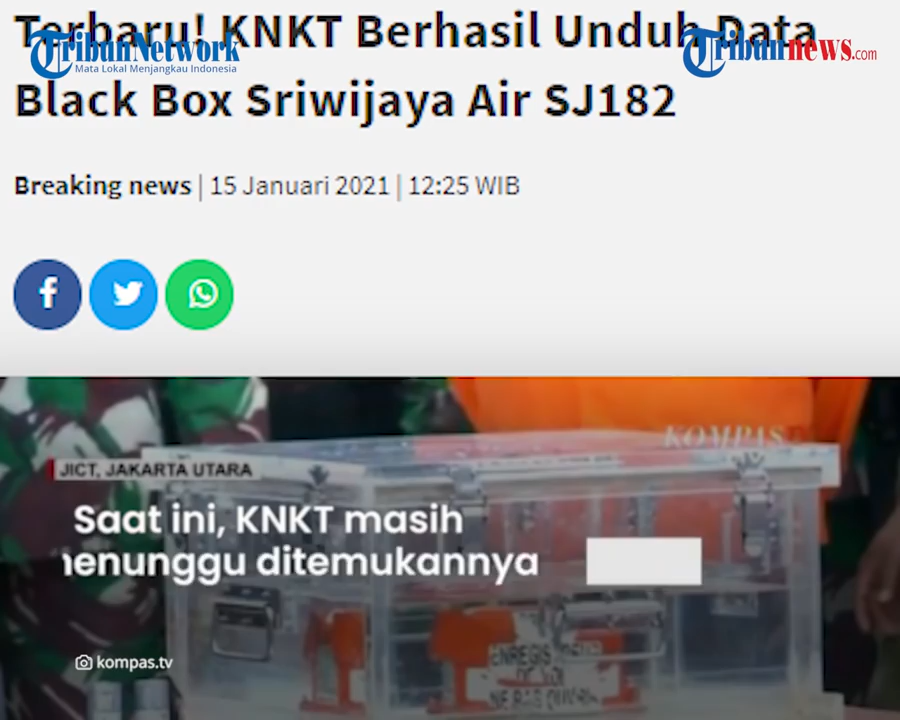 Terbaru! KNKT Berhasil Unduh Data
TribunNetwork
Mata Lokal Menjangkau Indonesia
Tribunnews.com
Black Box Sriwijaya Air SJ182
Breaking news | 15 Januari 2021 | 12:25 WIB
KOMPAS
JICT, JAKARTA UTARA
Saat ini, KNKT masih
menunggu ditemukannya
kompas.tv